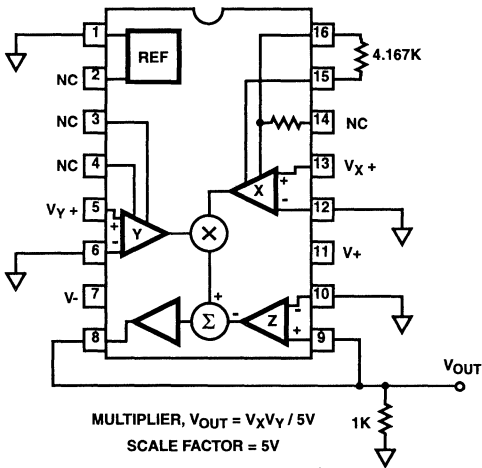 1
REF
16
4.167K
2
NC
15
3
NC
14
NC
4
NC
13
VX +
X
+
-
5
VY +
12
+
-
Y
×
6
11
V+
7
V-
10
+
Σ
-
Z
-
+
8
9
VOUT
1K
MULTIPLIER, VOUT = VXVY / 5V
SCALE FACTOR = 5V